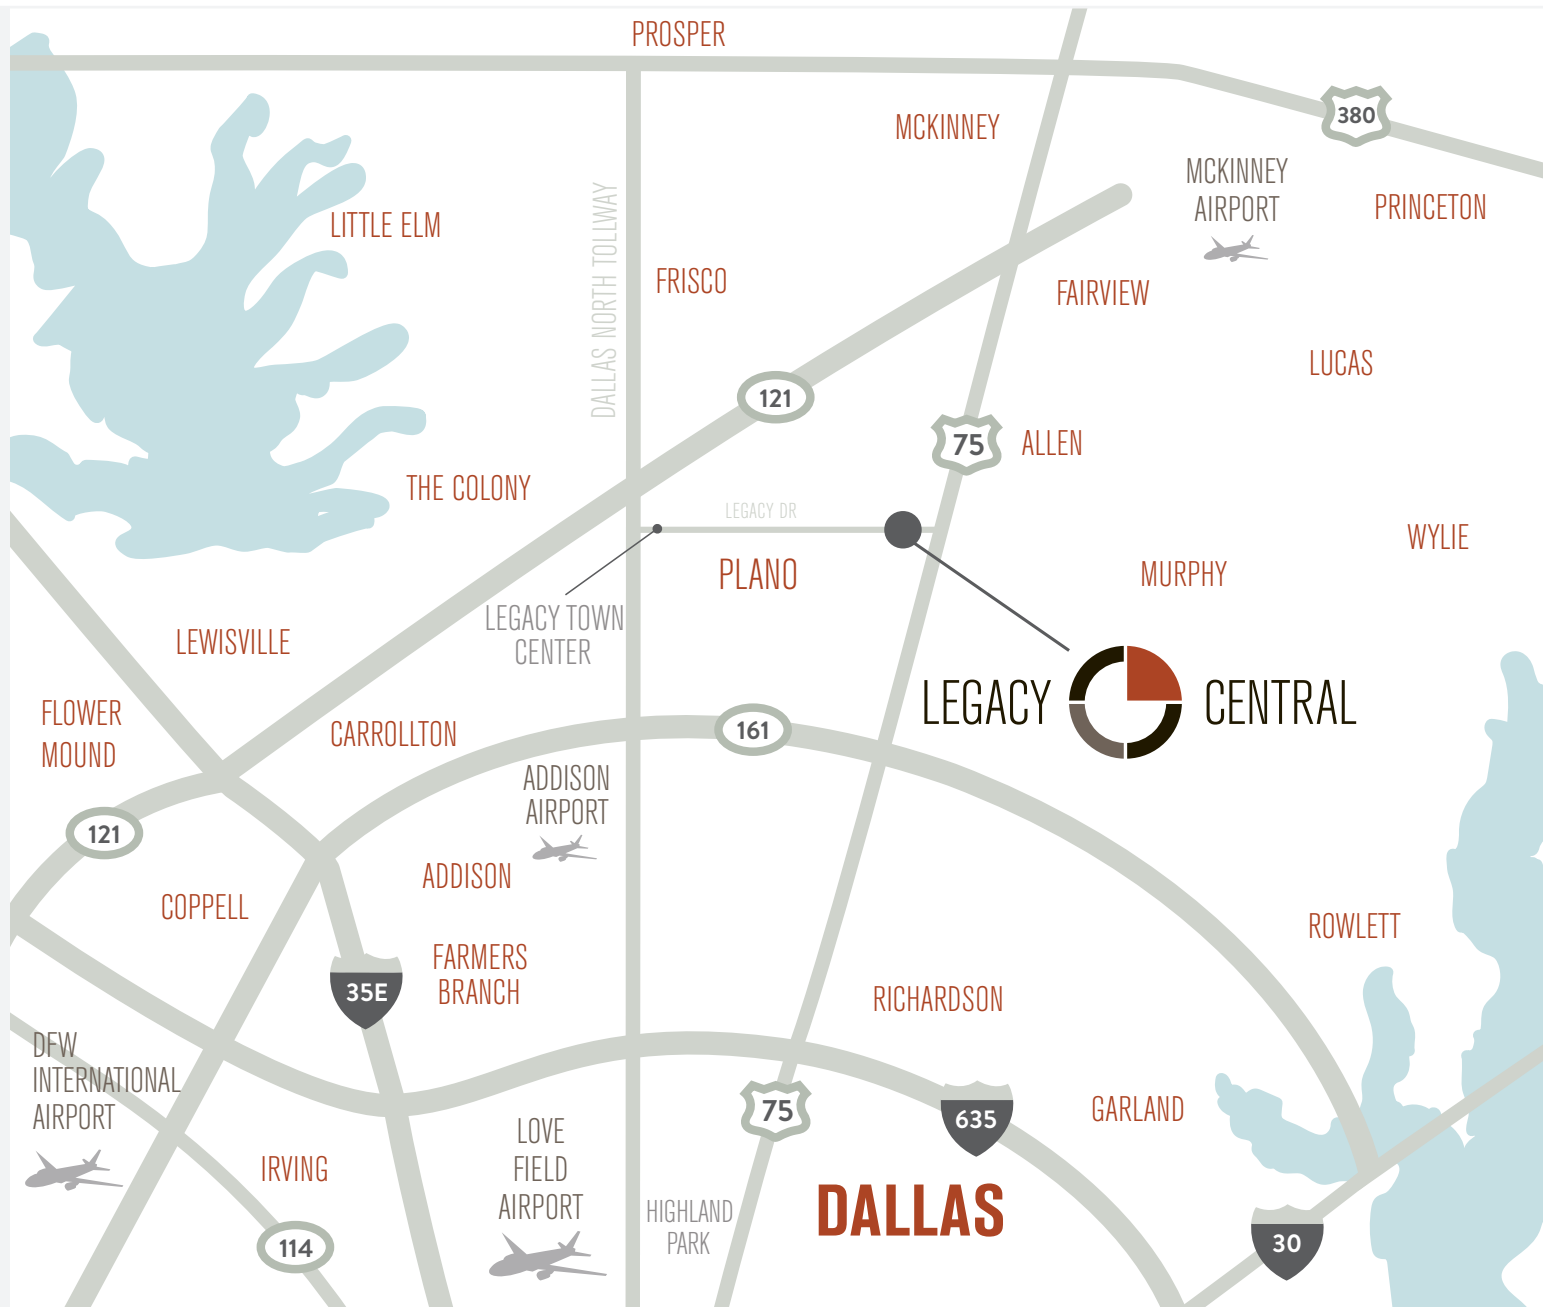 PROSPER
380
MCKINNEY
MCKINNEY
AIRPORT
PRINCETON
LITTLE ELM
DALLAS NORTH TOLLWAY
FRISCO
FAIRVIEW
LUCAS
121
75
ALLEN
THE COLONY
LEGACY DR
WYLIE
PLANO
MURPHY
LEGACY TOWN
CENTER
LEWISVILLE
LEGACY
CENTRAL
FLOWER
MOUND
CARROLLTON
161
ADDISON
AIRPORT
121
ADDISON
COPPELL
ROWLETT
FARMERS
BRANCH
35E
RICHARDSON
DFW
INTERNATIONAL
AIRPORT
75
635
GARLAND
LOVE
FIELD
AIRPORT
IRVING
HIGHLAND
PARK
DALLAS
114
30